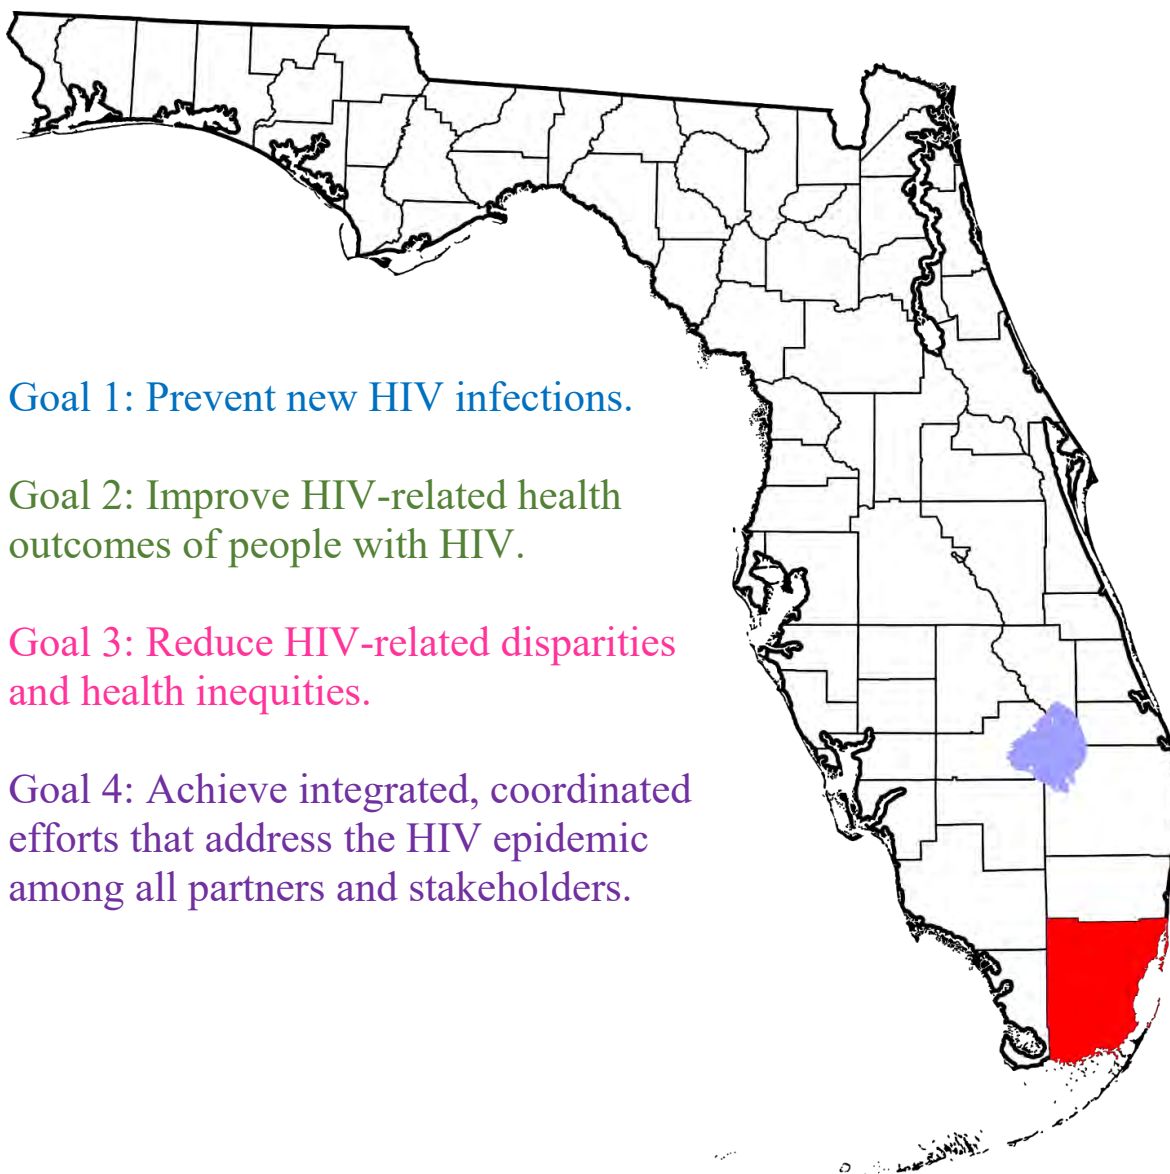 Goal 1: Prevent new HIV infections.
Goal 2: Improve HIV-related health
outcomes of people with HIV.
Goal 3: Reduce HIV-related disparities
and health inequities.
Goal 4: Achieve integrated, coordinated
efforts that address the HIV epidemic
among all partners and stakeholders.